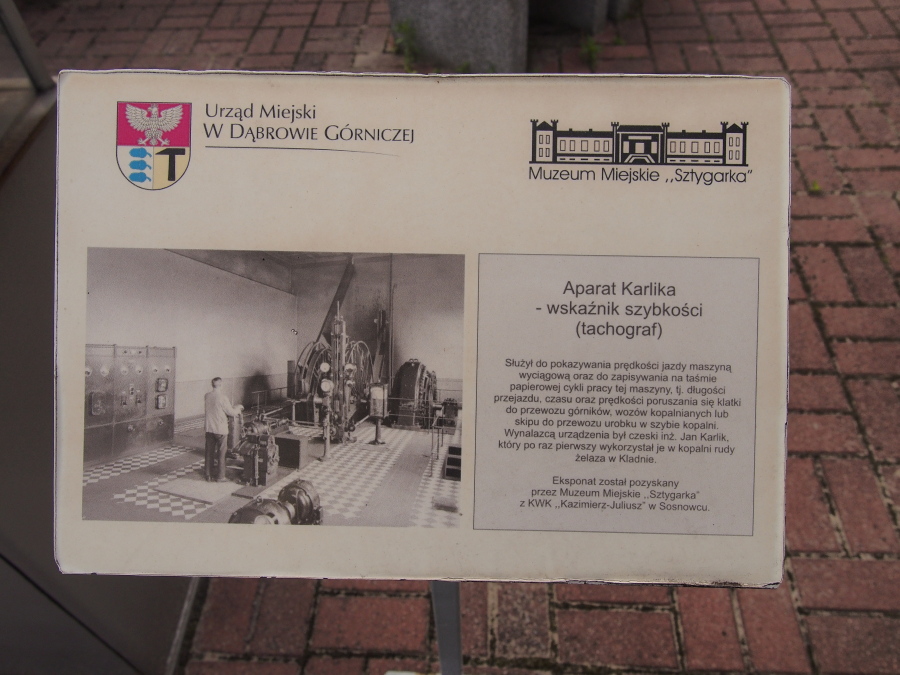 Urząd Miejski
W DĄBROWIE GÓRNICZEJ
Muzeum Miejskie ,,Sztygarka"
Aparat Karlika
- wskaźnik szybkości
(tachograf)
Służył do pokazywania prędkości jazdy maszyną
wyciągową oraz do zapisywania na taśmie
papierowej cykli pracy tej maszyny, tj. długości
przejazdu, czasu oraz prędkości poruszania się klatki
do przewozu górników, wozów kopalnianych lub
skipu do przewozu urobku w szybie kopalni.
Wynalazcą urządzenia był czeski inż. Jan Karlik,
który po raz pierwszy wykorzystał je w kopalni rudy
żelaza w Kladnie.
Eksponat został pozyskany
przez Muzeum Miejskie ,,Sztygarka"
z KWK ,,Kazimierz-Juliusz" w Sosnowcu.